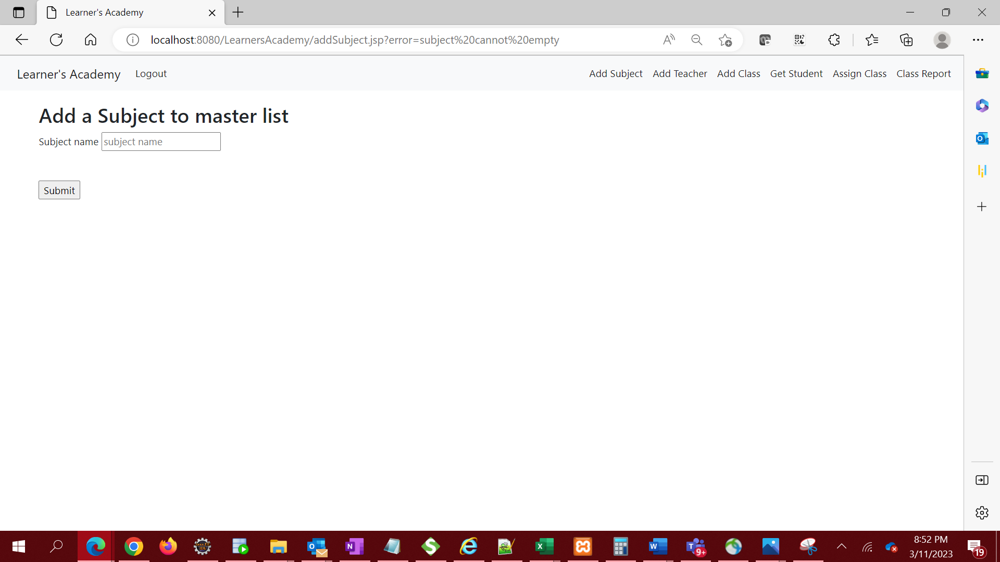 Learner's Academy
localhost:8080/LearnersAcademy/addSubject.jsp?error=subject%20cannot%20empty
Learner's Academy Logout Add Subject Add Teacher Add Class Get Student Assign Class Class Report
Add a Subject to master list
Subject name subject name
Submit
8:52 PM
3/11/2023
9+
19